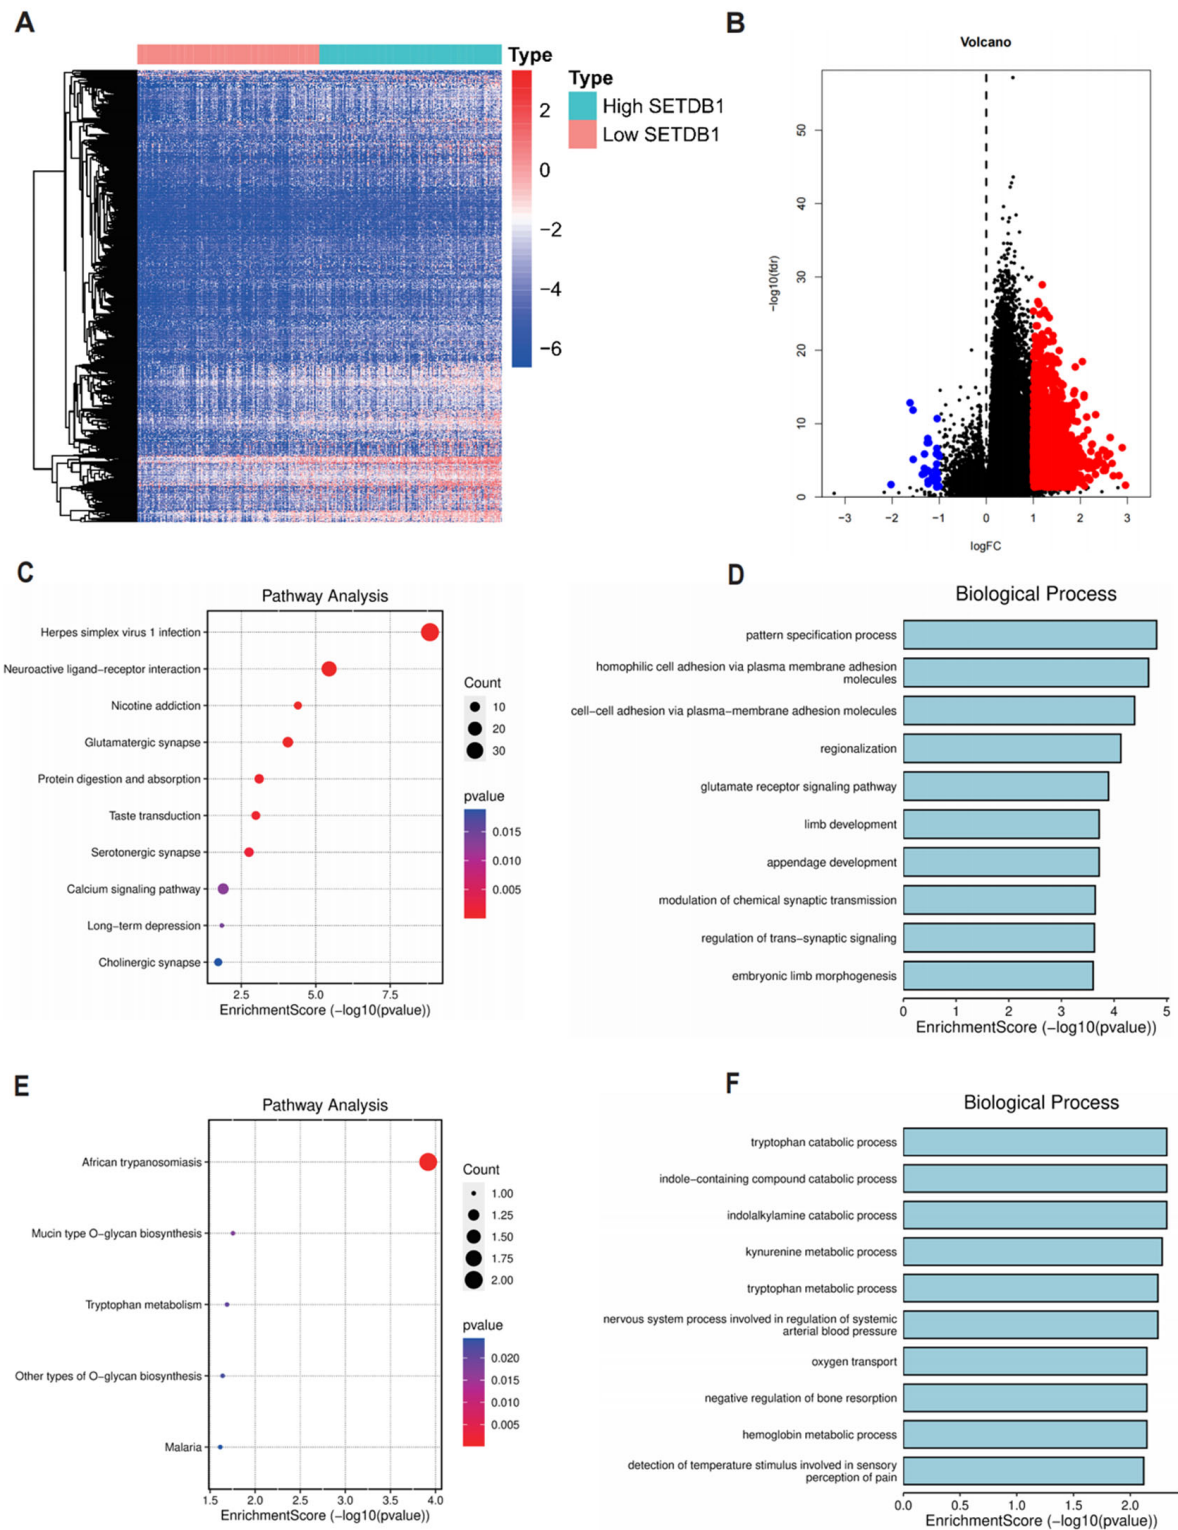 A
Type
2
0
−2
−4
−6
Type
High SETDB1
Low SETDB1
B
Volcano
−log10(fdr)
50
40
30
20
10
0
−3 −2 −1 0 1 2 3
logFC
C
Pathway Analysis
Herpes simplex virus 1 infection
Neuroactive ligand−receptor interaction
Nicotine addiction
Glutamatergic synapse
Protein digestion and absorption
Taste transduction
Serotonergic synapse
Calcium signaling pathway
Long−term depression
Cholinergic synapse
2.5 5.0 7.5
EnrichmentScore (−log10(pvalue))
Count
10
20
30
pvalue
0.015
0.010
0.005
D
Biological Process
pattern specification process
homophilic cell adhesion via plasma membrane adhesion
molecules
cell−cell adhesion via plasma−membrane adhesion molecules
regionalization
glutamate receptor signaling pathway
limb development
appendage development
modulation of chemical synaptic transmission
regulation of trans−synaptic signaling
embryonic limb morphogenesis
0 1 2 3 4 5
EnrichmentScore (−log10(pvalue))
E
Pathway Analysis
African trypanosomiasis
Mucin type O−glycan biosynthesis
Tryptophan metabolism
Other types of O−glycan biosynthesis
Malaria
1.5 2.0 2.5 3.0 3.5 4.0
EnrichmentScore (−log10(pvalue))
Count
1.00
1.25
1.50
1.75
2.00
pvalue
0.020
0.015
0.010
0.005
F
Biological Process
tryptophan catabolic process
indole−containing compound catabolic process
indolalkylamine catabolic process
kynurenine metabolic process
tryptophan metabolic process
nervous system process involved in regulation of systemic
arterial blood pressure
oxygen transport
negative regulation of bone resorption
hemoglobin metabolic process
detection of temperature stimulus involved in sensory
perception of pain
0.0 0.5 1.0 1.5 2.0
EnrichmentScore (−log10(pvalue))